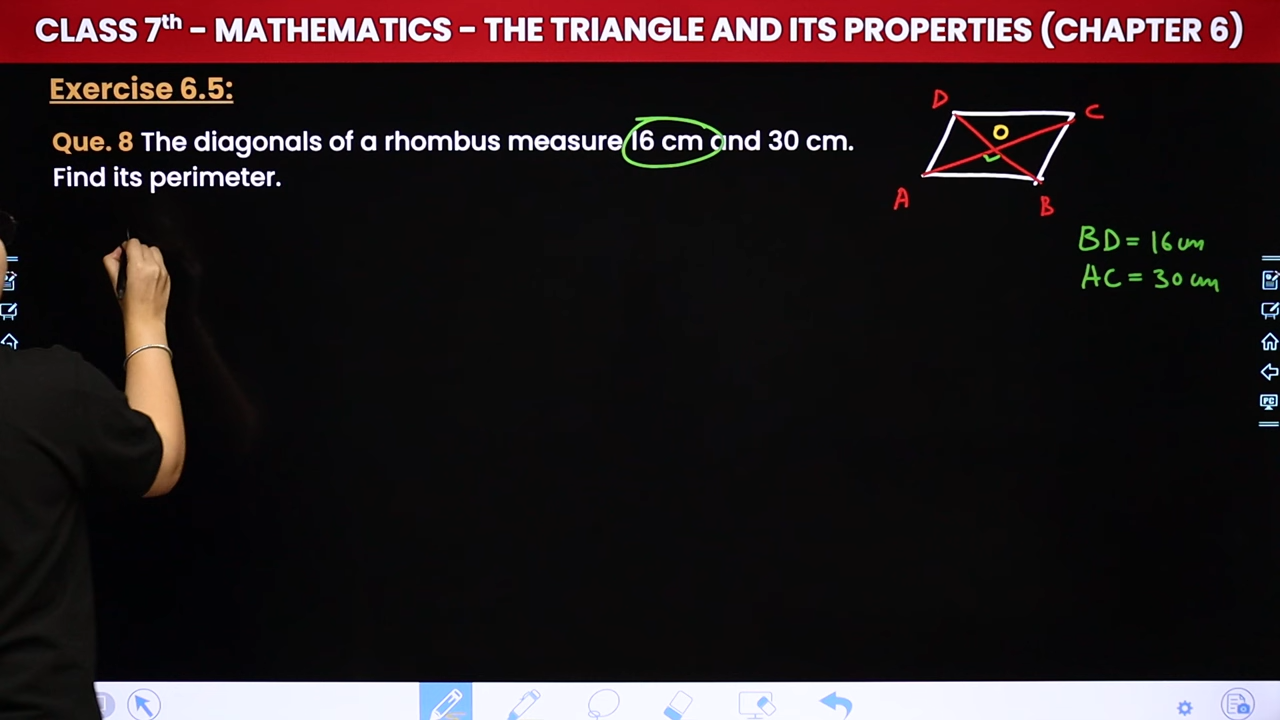 CLASS 7th - MATHEMATICS - THE TRIANGLE AND ITS PROPERTIES (CHAPTER 6)
Exercise 6.5:
Que. 8 The diagonals of a rhombus measure 16 cm and 30 cm.
Find its perimeter.
D
C
O
A
B
BD = 16 cm
AC = 30 cm
PC